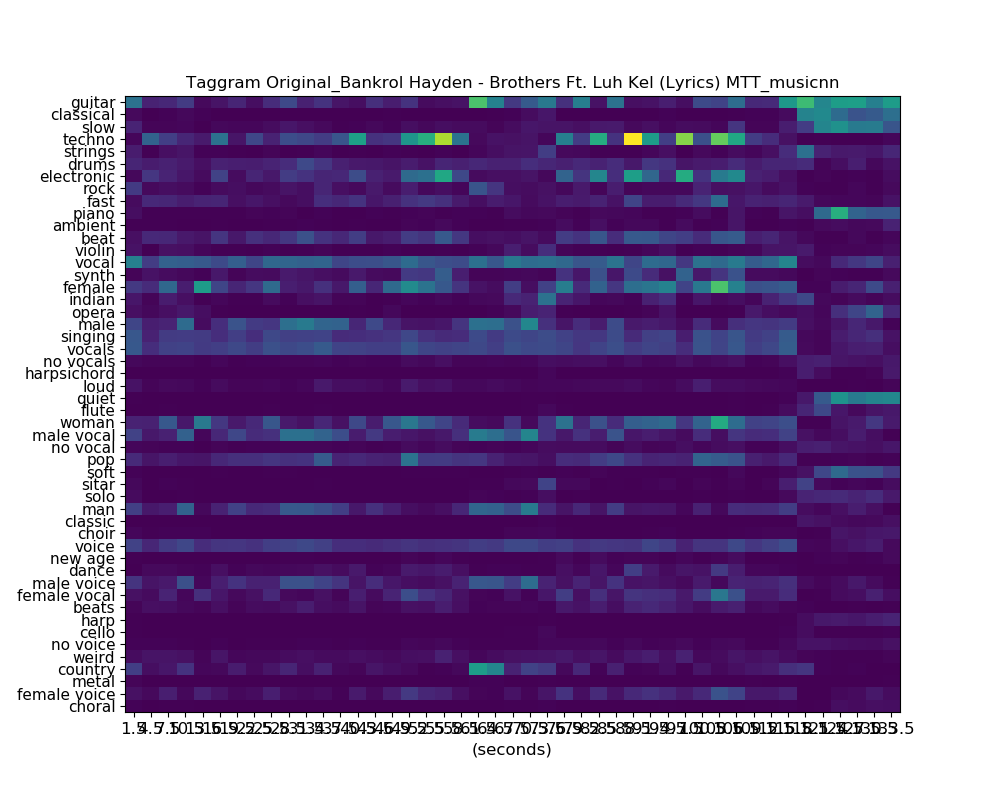 Taggram Original_Bankrol Hayden - Brothers Ft. Luh Kel (Lyrics) MTT_musicnn
guitar
classical
slow
techno
strings
drums
electronic
rock
fast
piano
ambient
beat
violin
vocal
synth
female
indian
opera
male
singing
vocals
no vocals
harpsichord
loud
quiet
flute
woman
male vocal
no vocal
pop
soft
sitar
solo
man
classic
choir
voice
new age
dance
male voice
female vocal
beats
harp
cello
no voice
weird
country
metal
female voice
choral
(seconds)